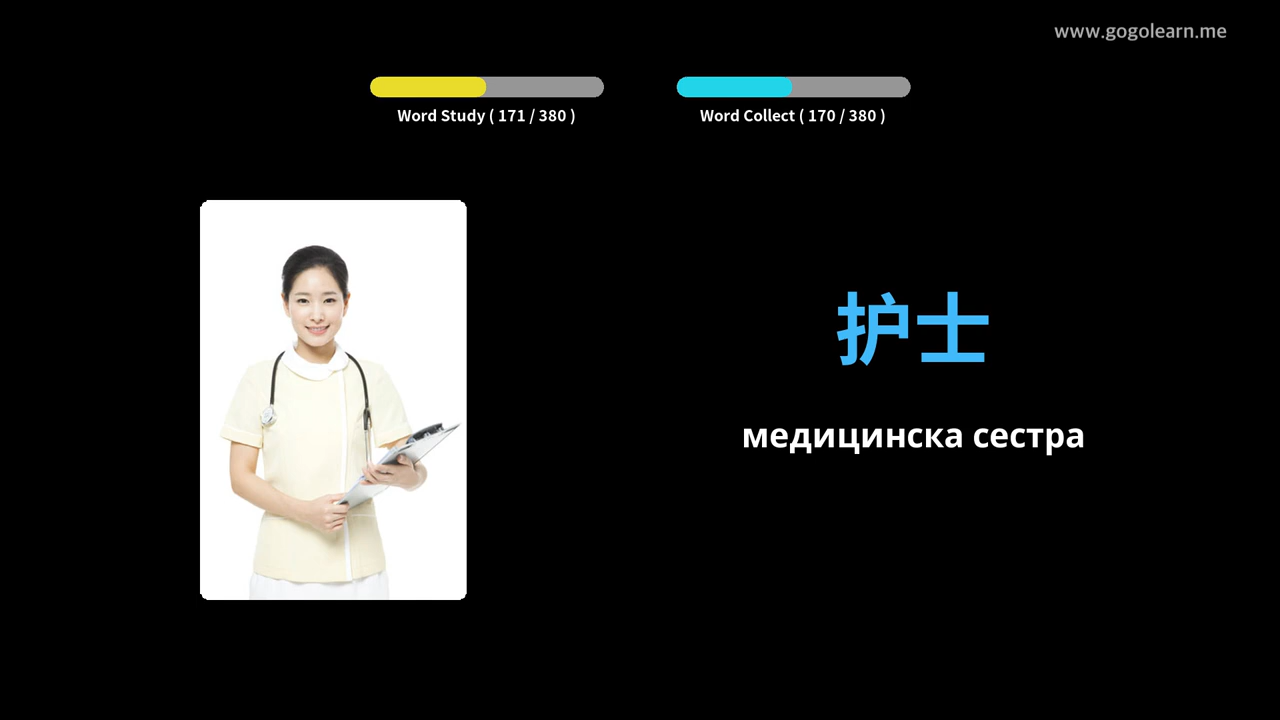 www.gogolearn.me
Word Study ( 171 / 380 )
Word Collect ( 170 / 380 )
护士
медицинска сестра